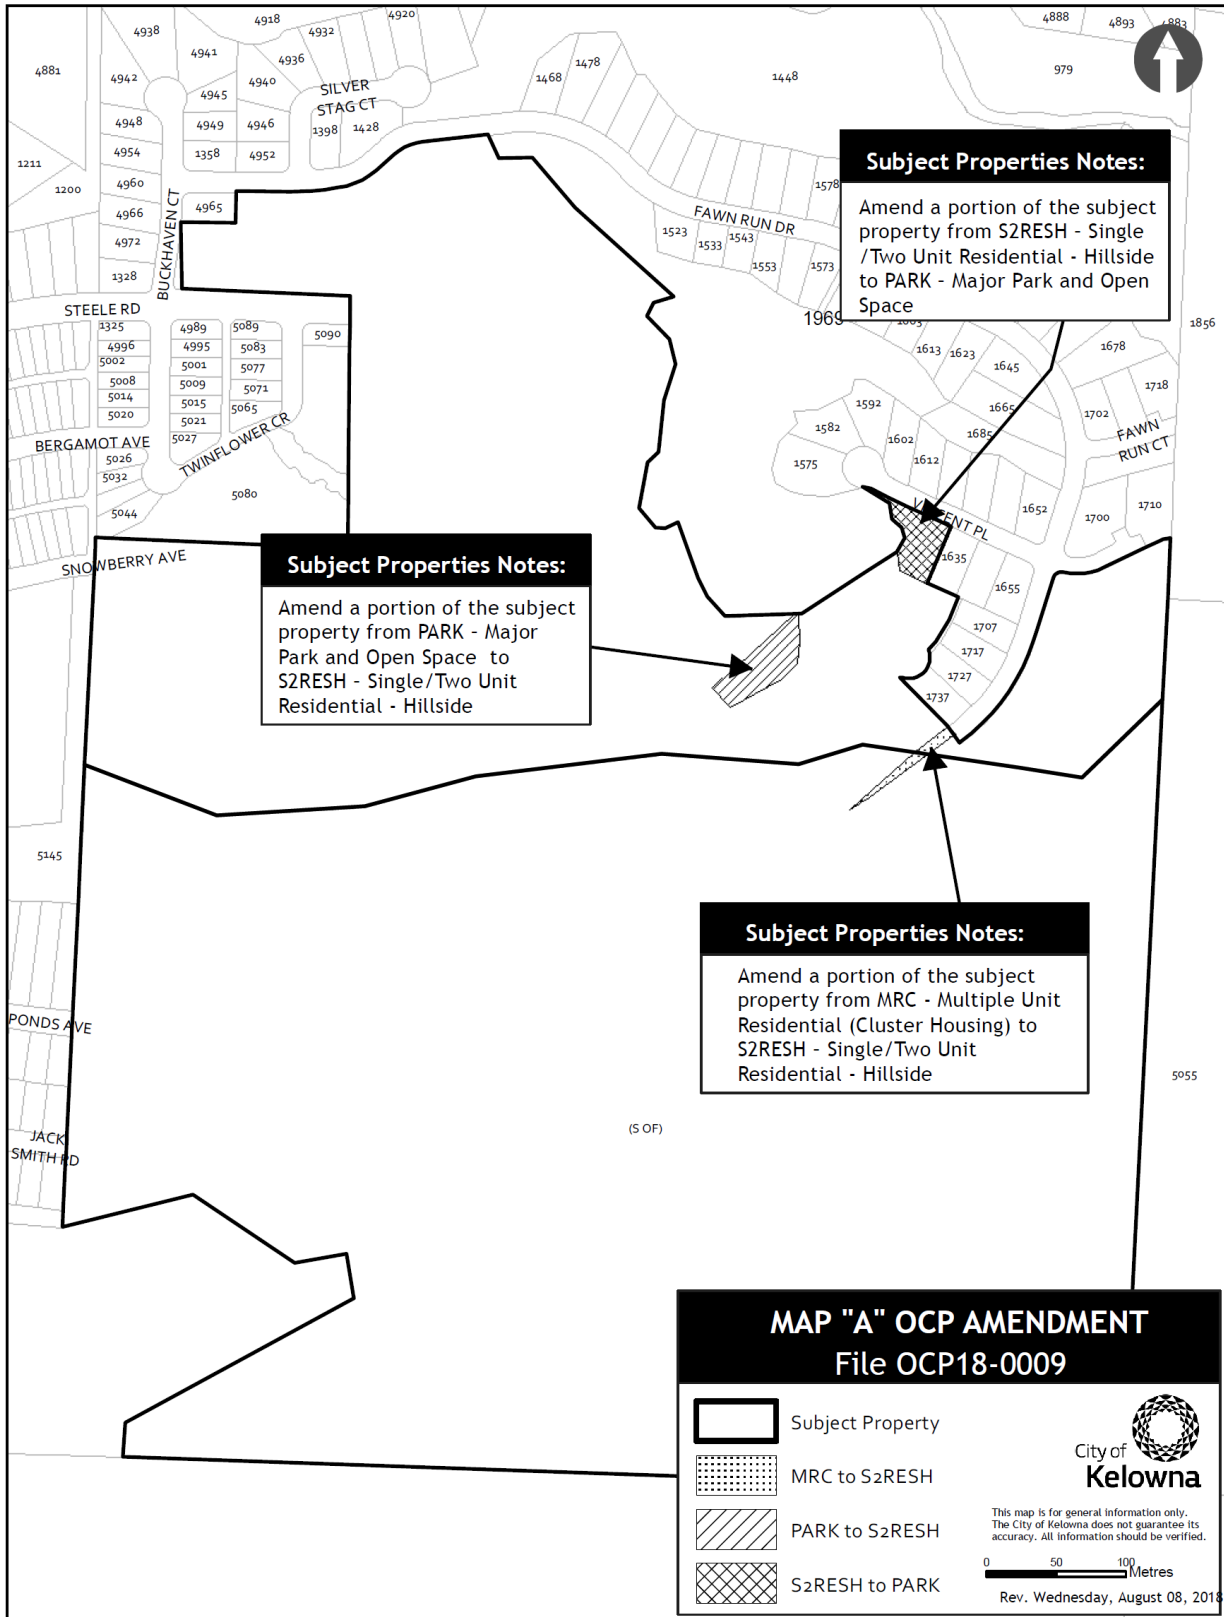 4938
4918
4932
4920
4888
4893
4883
4881
4941
4936
1468
1478
1448
979
4942
4945
4940
SILVER
STAG CT
4948
4949
4946
1398
1428
4954
1358
4952
1211
1200
4960
4966
4965
BUCKHAVEN CT
4972
1328
STEELE RD
1578
FAWN RUN DR
1523
1533
1543
1553
1573
Subject Properties Notes:
Amend a portion of the subject
property from S2RESH - Single
/Two Unit Residential - Hillside
to PARK - Major Park and Open
Space
1969
1856
1325
4989
5089
5090
4996
4995
5083
5002
5001
5077
5008
5009
5071
5014
5015
5065
5020
5021
5027
BERGAMOT AVE
TWINFLOWER CR
5026
5032
5080
5044
SNOWBERRY AVE
1613
1623
1645
1678
1718
1592
1665
1702
1582
1602
1685
FAWN
RUN CT
1575
1612
1652
1700
1710
1635
1655
1707
1717
1727
1737
Subject Properties Notes:
Amend a portion of the subject
property from PARK - Major
Park and Open Space to
S2RESH - Single/Two Unit
Residential - Hillside
5145
Subject Properties Notes:
Amend a portion of the subject
property from MRC - Multiple Unit
Residential (Cluster Housing) to
S2RESH - Single/Two Unit
Residential - Hillside
PONDS AVE
5055
(S OF)
JACK
SMITH RD
MAP "A" OCP AMENDMENT
File OCP18-0009
Subject Property
MRC to S2RESH
PARK to S2RESH
S2RESH to PARK
City of
Kelowna
This map is for general information only.
The City of Kelowna does not guarantee its
accuracy. All information should be verified.
0 50 100
Metres
Rev. Wednesday, August 08, 2018